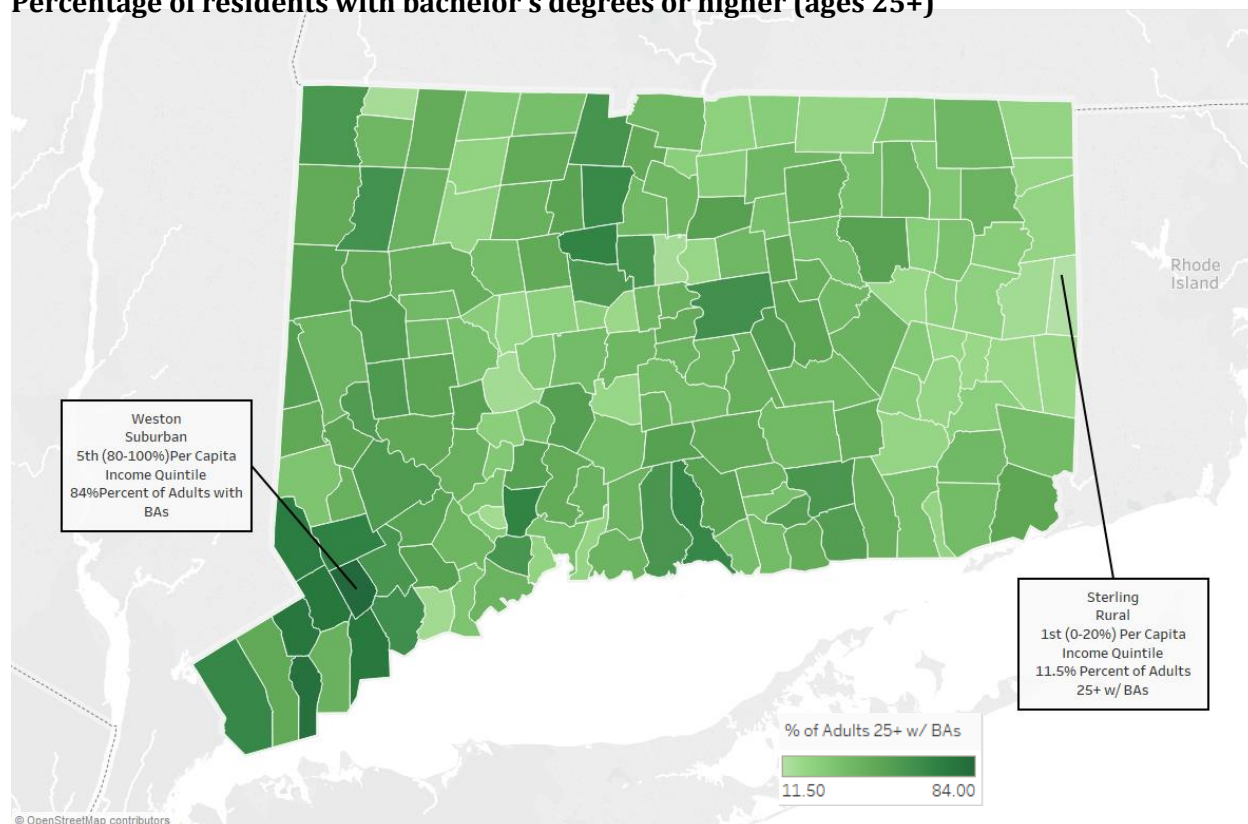 Percentage of residents with bachelor's degrees or higher (ages 25+)
Rhode
Island
Weston
Suburban
5th (80-100%)Per Capita
Income Quintile
84%Percent of Adults with
BAs
Sterling
Rural
1st (0-20%) Per Capita
Income Quintile
11.5% Percent of Adults
25+ w/ BAs
% of Adults 25+ w/ BAs
11.50 84.00
© OpenStreetMap contributors